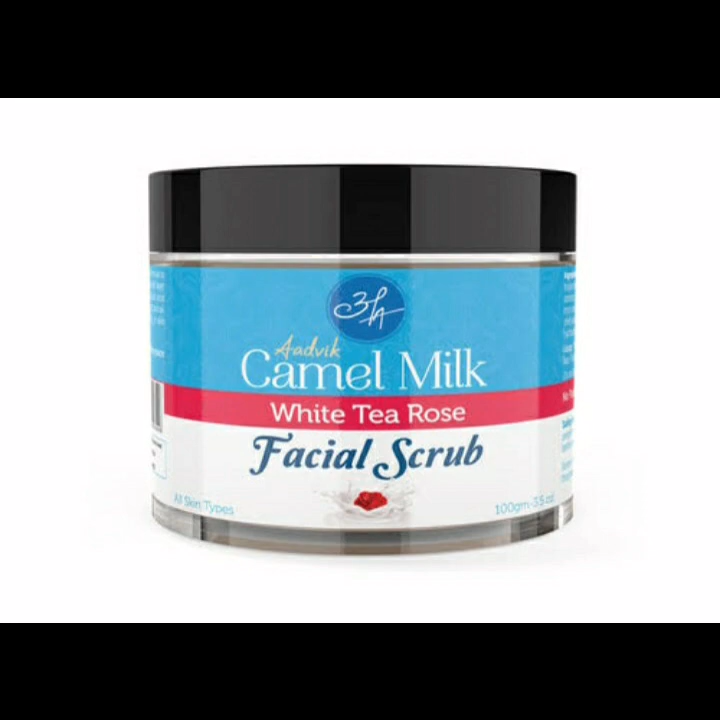 Aadvik
Camel Milk
White Tea Rose
Facial Scrub
All Skin Types
100gm-3.5 oz